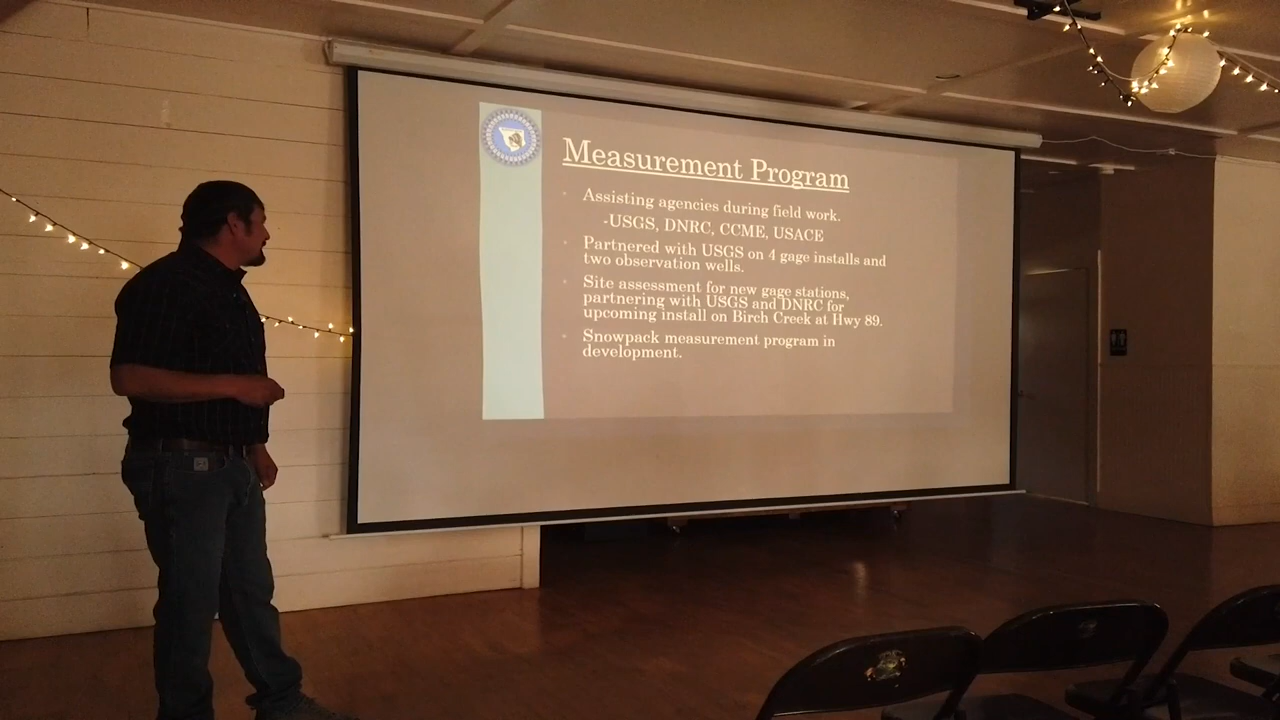 Measurement Program
Assisting agencies during field work.
-USGS, DNRC, CCME, USACE
Partnered with USGS on 4 gage installs and
two observation wells.
Site assessment for new gage stations,
partnering with USGS and DNRC for
upcoming install on Birch Creek at Hwy 89.
Snowpack measurement program in
development.